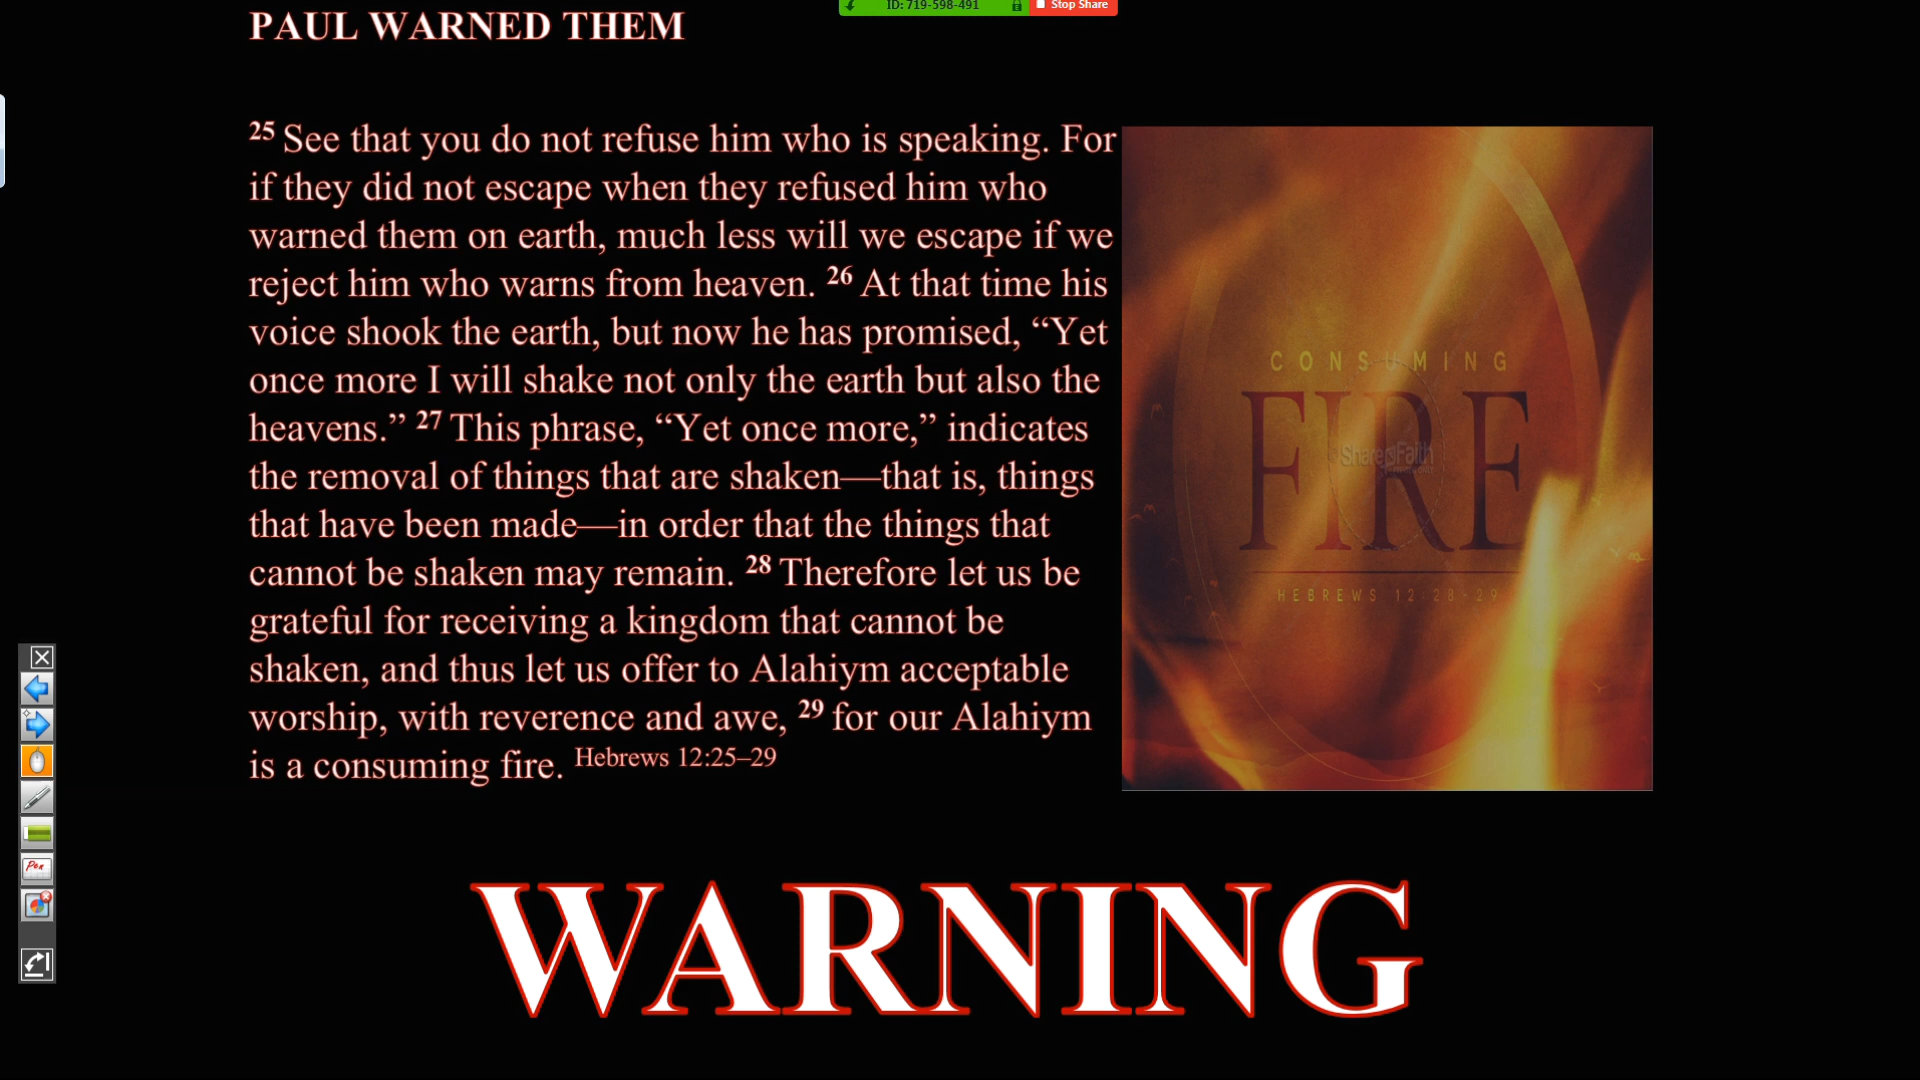 PAUL WARNED THEM
ID: 719-598-491
Stop Share
25 See that you do not refuse him who is speaking. For
if they did not escape when they refused him who
warned them on earth, much less will we escape if we
reject him who warns from heaven. 26 At that time his
voice shook the earth, but now he has promised, “Yet
once more I will shake not only the earth but also the
heavens.” 27 This phrase, “Yet once more,” indicates
the removal of things that are shaken—that is, things
that have been made—in order that the things that
cannot be shaken may remain. 28 Therefore let us be
grateful for receiving a kingdom that cannot be
shaken, and thus let us offer to Alahiym acceptable
worship, with reverence and awe, 29 for our Alahiym
is a consuming fire. Hebrews 12:25–29
CONSUMING
FIRE
ShareFaith
HEBREWS 12:28-29
Pen
WARNING